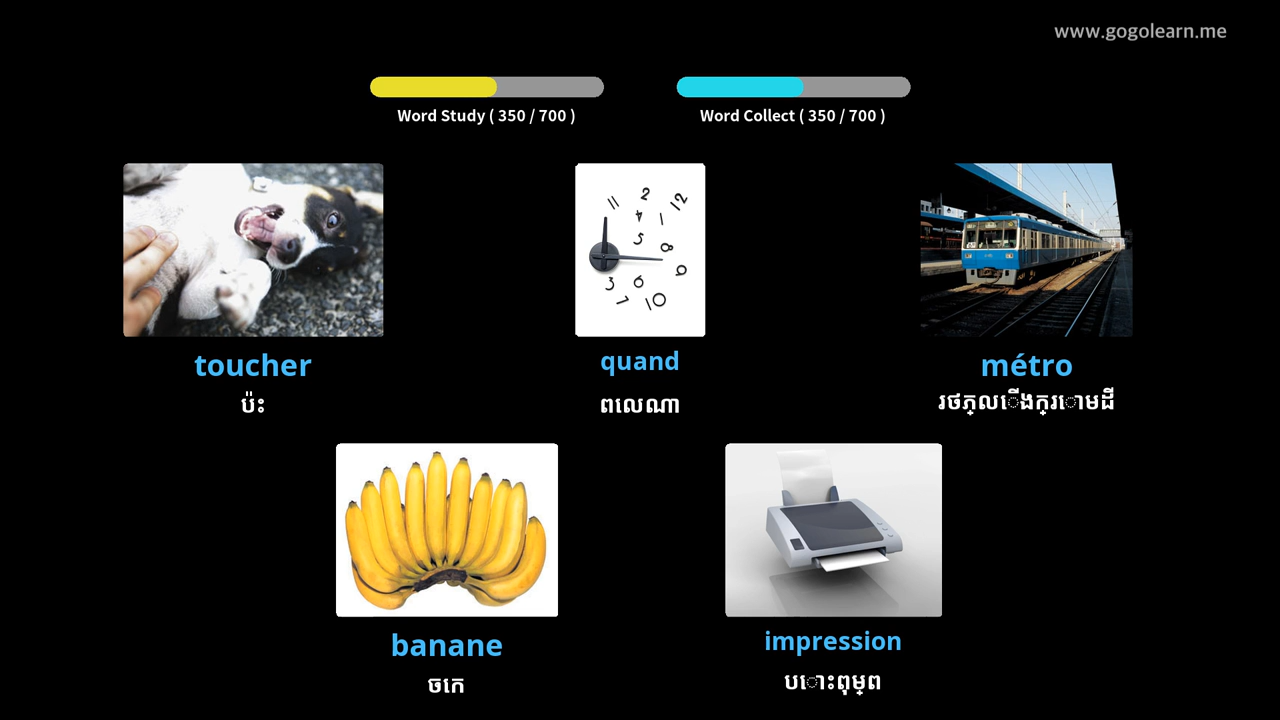 www.gogolearn.me
Word Study ( 350 / 700 )
Word Collect ( 350 / 700 )
toucher
ប៉ះ
quand
ពេលណា
métro
រថភ្លើងក្រោមដី
banane
ចេក
impression
បោះពុម្ព